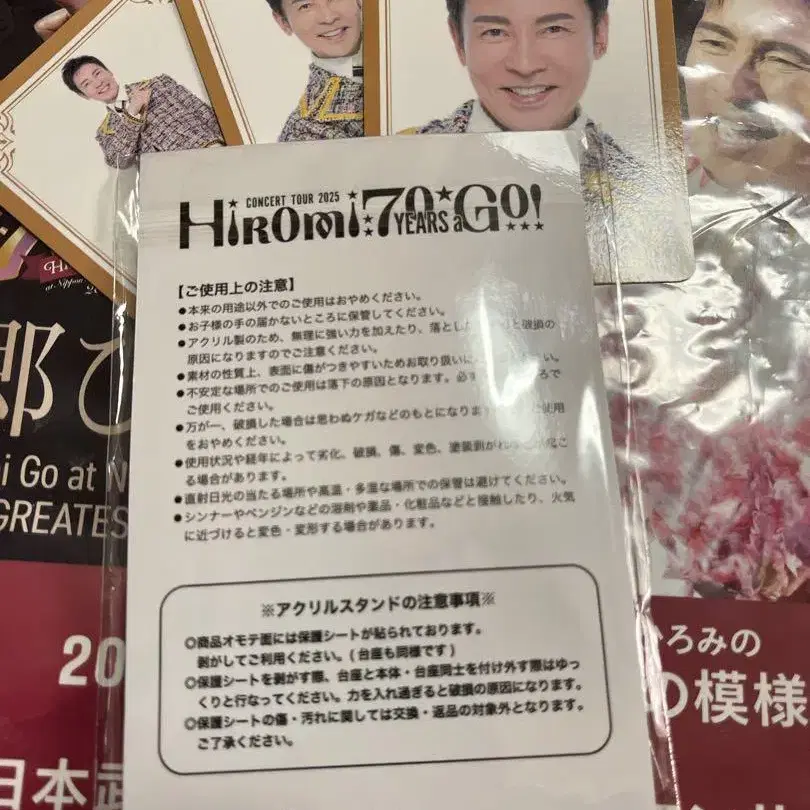 CONCERT TOUR 2025
HIROMI 70 YEARS aGO!
【ご使用上の注意】
●本来の用途以外でのご使用はおやめください。
●お子様の手の届かないところに保管してください。
●アクリル製のため、無理に強い力を加えたり、落とした と破損の
原因になりますのでご注意ください。
●素材の性質上、表面に傷がつきやすいためお取り扱いに い。
●不安定な場所でのご使用は落下の原因となります。必ず ろで
ご使用ください。
●万が一、破損した場合は思わぬケガなどのもとになりま 使用
をおやめください。
●使用状況や経年によって劣化、破損、傷、変色、塗装剥が 起こ
る場合があります。
●直射日光の当たる場所や高温・多湿な場所での保管は避けてください。
●シンナーやベンジンなどの溶剤や薬品・化粧品などと接触したり、火気
に近づけると変色・変形する場合があります。
※アクリルスタンドの注意事項※
◎商品オモテ面には保護シートが貼られております。
剥がしてご利用ください。(台座も同様です)
◎保護シートを剥がす際、台座と本体・台座同士を付け外す際はゆっ
くりと行なってください。力を入れ過ぎると破損の原因になります。
◎保護シートの傷・汚れに関しては交換・返品の対象外となります。
ご了承ください。
郷ひ
i Go at N
GREATES
20
日本武
ひろみの
の模様